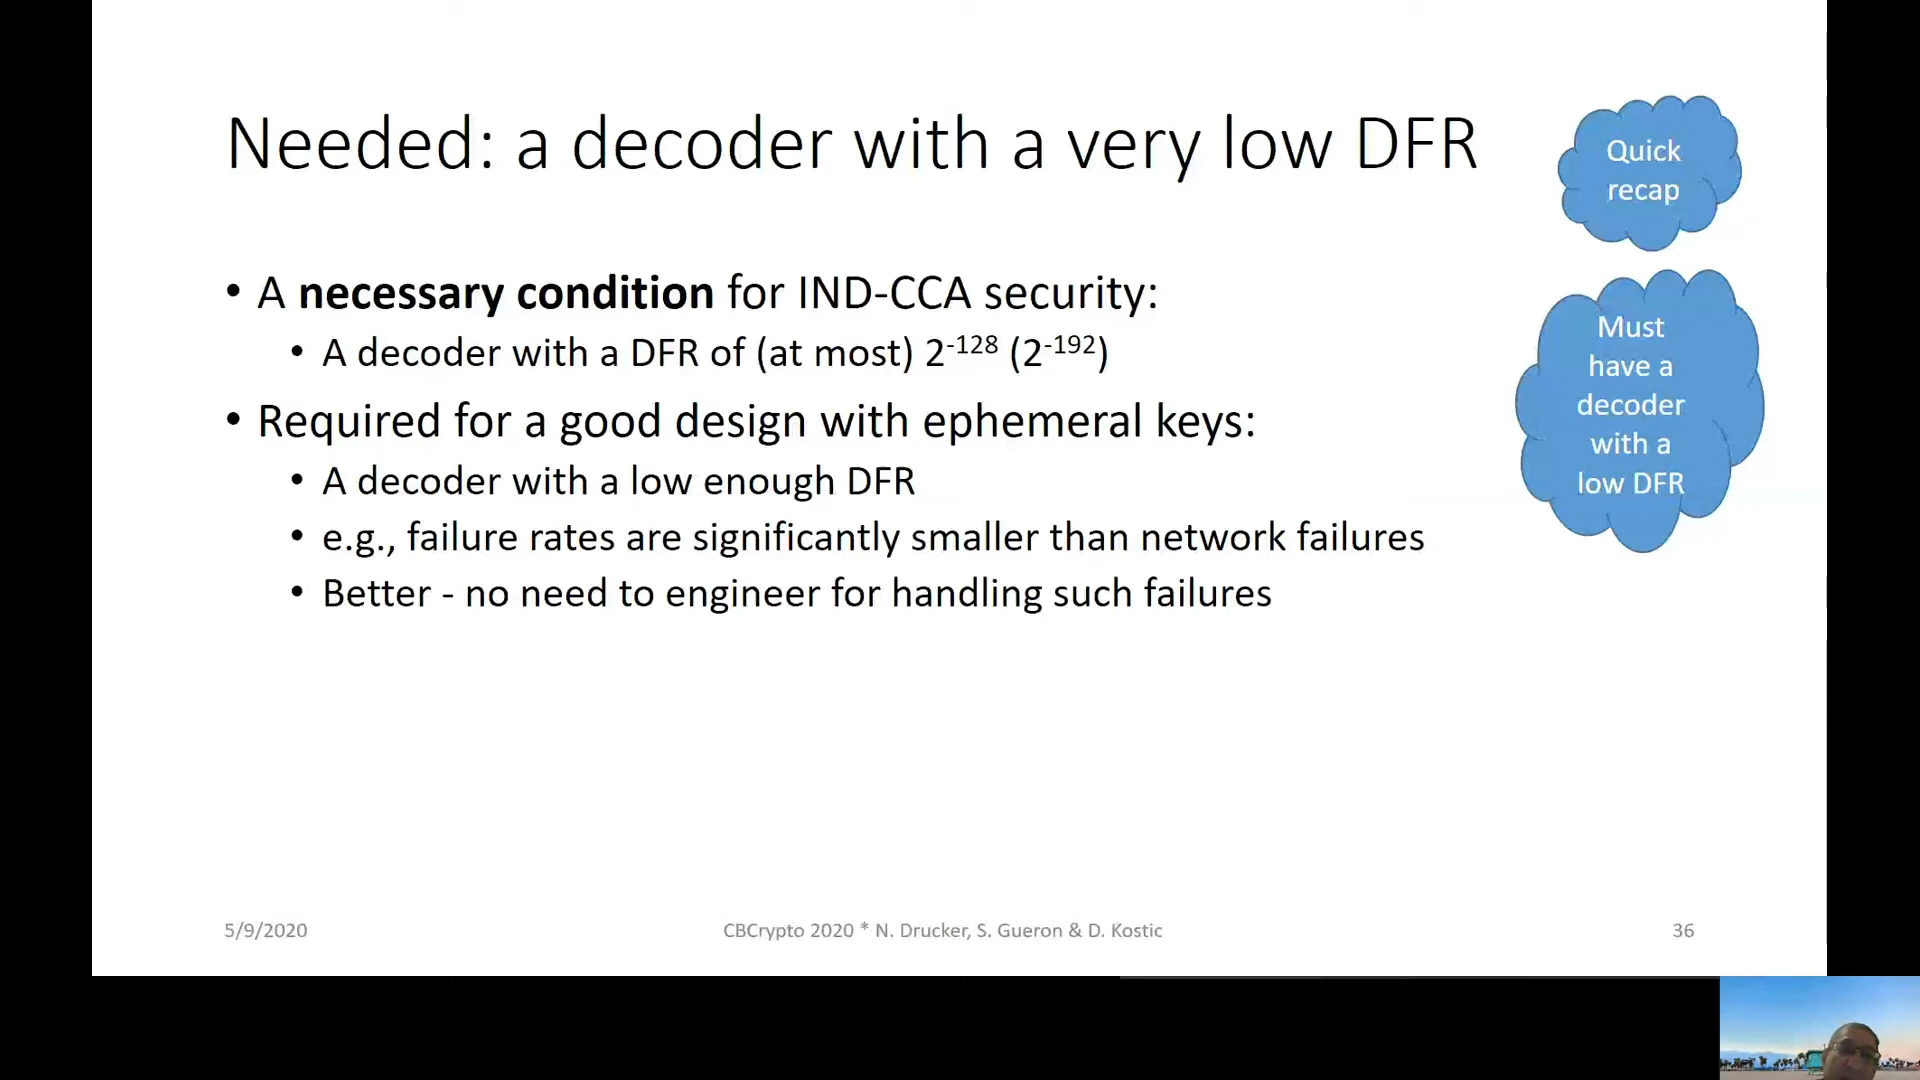 Needed: a decoder with a very low DFR
Quick
recap
• A necessary condition for IND-CCA security:
• A decoder with a DFR of (at most) 2^-128 (2^-192)
• Required for a good design with ephemeral keys:
• A decoder with a low enough DFR
• e.g., failure rates are significantly smaller than network failures
• Better - no need to engineer for handling such failures
Must
have a
decoder
with a
low DFR
5/9/2020
CBCrypto 2020 * N. Drucker, S. Gueron & D. Kostic
36